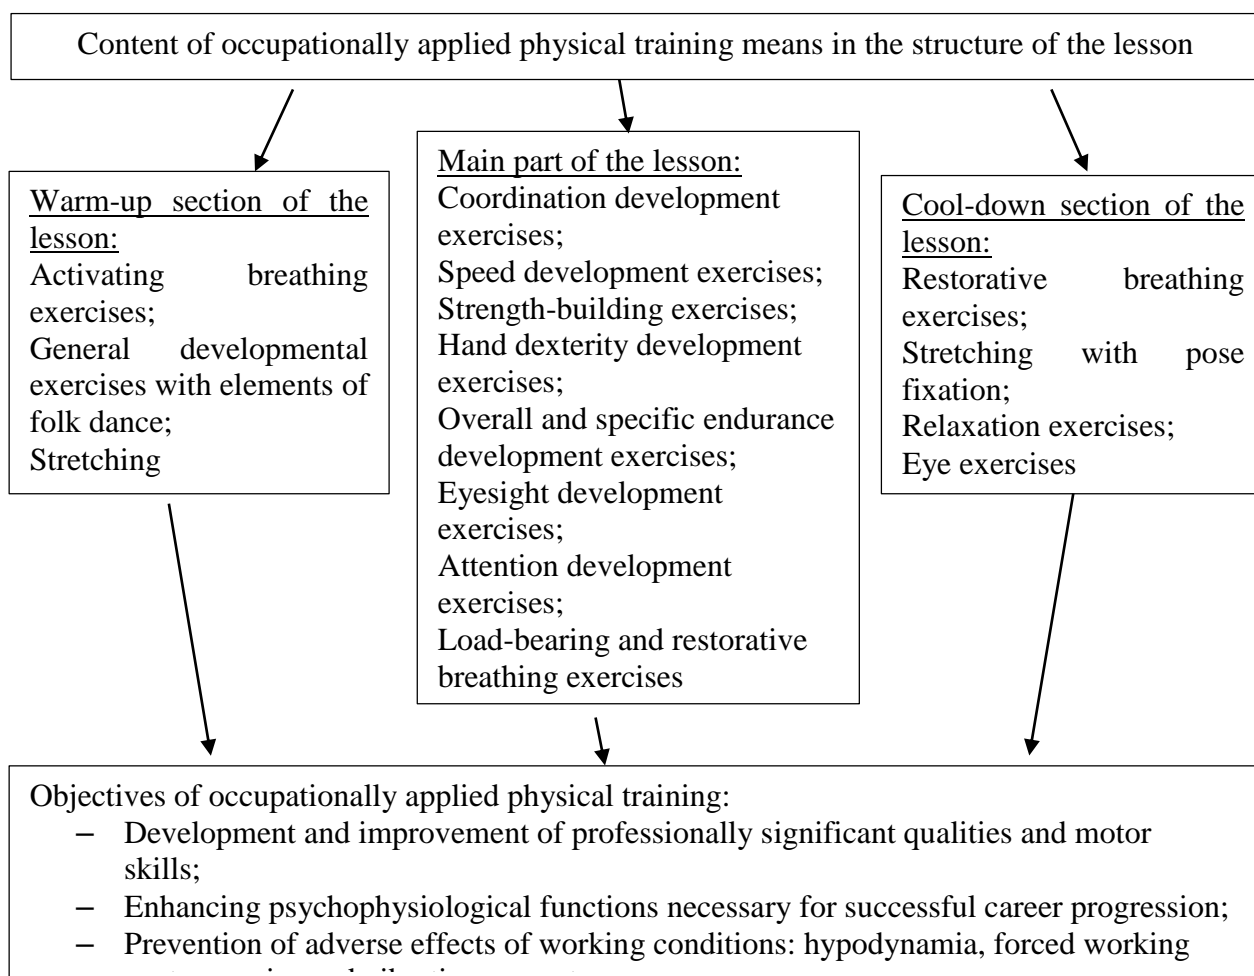 Content of occupationally applied physical training means in the structure of the lesson
Warm-up section of the
lesson:
Activating breathing
exercises;
General developmental
exercises with elements of
folk dance;
Stretching
Main part of the lesson:
Coordination development
exercises;
Speed development exercises;
Strength-building exercises;
Hand dexterity development
exercises;
Overall and specific endurance
development exercises;
Eyesight development
exercises;
Attention development
exercises;
Load-bearing and restorative
breathing exercises
Cool-down section of the
lesson:
Restorative breathing
exercises;
Stretching with pose
fixation;
Relaxation exercises;
Eye exercises
Objectives of occupationally applied physical training:
– Development and improvement of professionally significant qualities and motor
skills;
– Enhancing psychophysiological functions necessary for successful career progression;
– Prevention of adverse effects of working conditions: hypodynamia, forced working